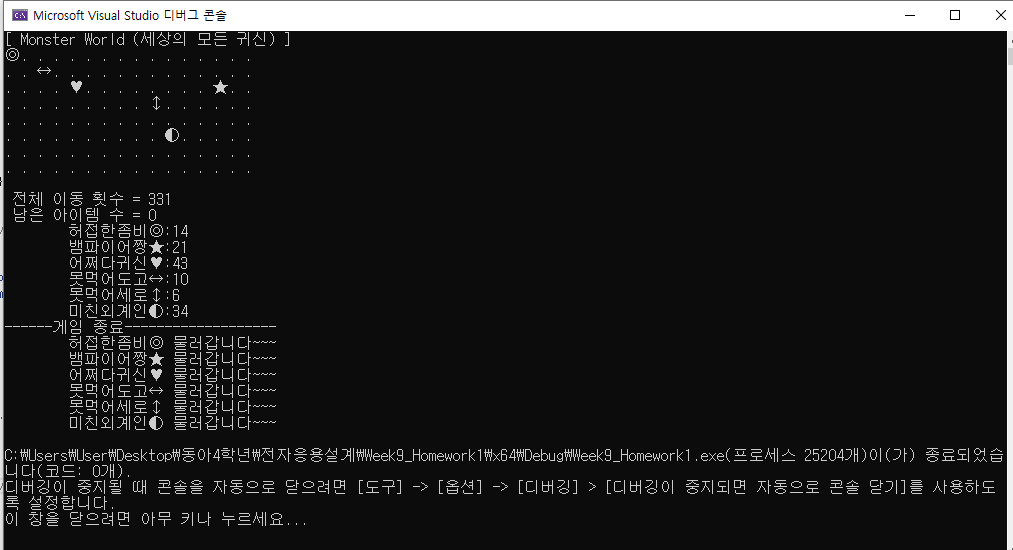 Microsoft Visual Studio 디버그 콘솔
[ Monster World (세상의 모든 귀신) ]
◎. . . . . . . . . . . . . . .
. . ↔. . . . . . . . . . . . .
. . . . ♥. . . . . . . . ★. .
. . . . . . . . . ↕. . . . . .
. . . . . . . . . . . . . . . .
. . . . . . . . . . ◐. . . . .
. . . . . . . . . . . . . . . .
. . . . . . . . . . . . . . . .
전체 이동 횟수 = 331
남은 아이템 수 = 0
허접한좀비◎:14
뱀파이어짱★:21
어쩌다귀신♥:43
못먹어도고↔:10
못먹어세로↕:6
미친외계인◐:34
------게임 종료-------------------
허접한좀비◎ 물러갑니다~~~
뱀파이어짱★ 물러갑니다~~~
어쩌다귀신♥ 물러갑니다~~~
못먹어도고↔ 물러갑니다~~~
못먹어세로↕ 물러갑니다~~~
미친외계인◐ 물러갑니다~~~
C:₩Users₩User₩Desktop₩동아4학년₩전자응용설계₩Week9_Homework1₩x64₩Debug₩Week9_Homework1.exe(프로세스 25204개)이(가) 종료되었습
니다(코드: 0개).
디버깅이 중지될 때 콘솔을 자동으로 닫으려면 [도구] -> [옵션] -> [디버깅] > [디버깅이 중지되면 자동으로 콘솔 닫기]를 사용하도
록 설정합니다.
이 창을 닫으려면 아무 키나 누르세요...